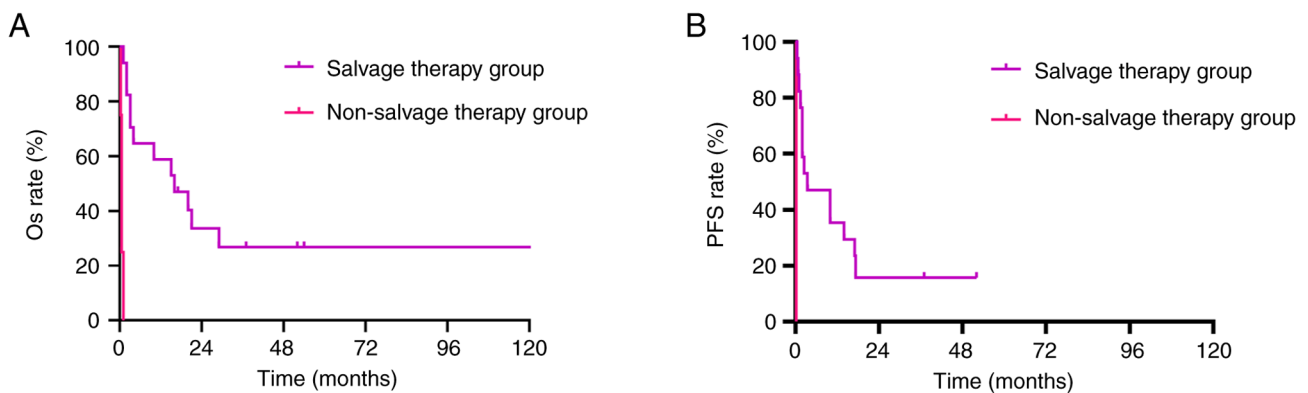 A
Os rate (%)
100
80
60
40
20
0
0 24 48 72 96 120
Time (months)
Salvage therapy group
Non-salvage therapy group
B
PFS rate (%)
100
80
60
40
20
0
0 24 48 72 96 120
Time (months)
Salvage therapy group
Non-salvage therapy group